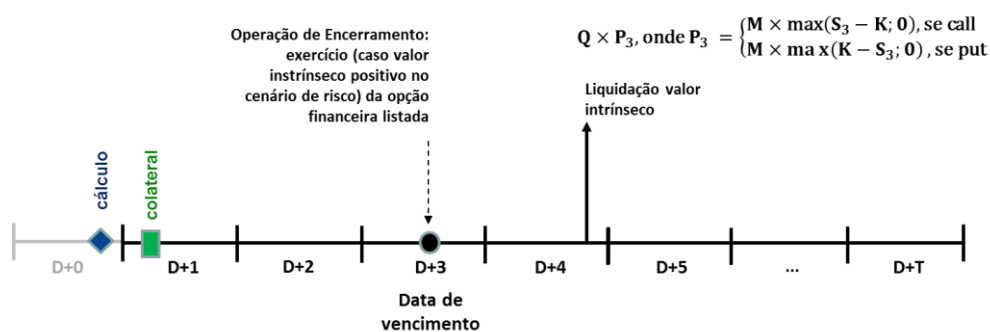 Operação de Encerramento:
exercício (caso valor
instrínseco positivo no
cenário de risco) da opção
financeira listada
Q × P₃, onde P₃ = {M × max(S₃ − K; 0), se call
M × ma x(K − S₃; 0) , se put
Liquidação valor
intrínseco
cálculo
colateral
D+0 D+1 D+2 D+3 D+4 D+5 ... D+T
Data de
vencimento